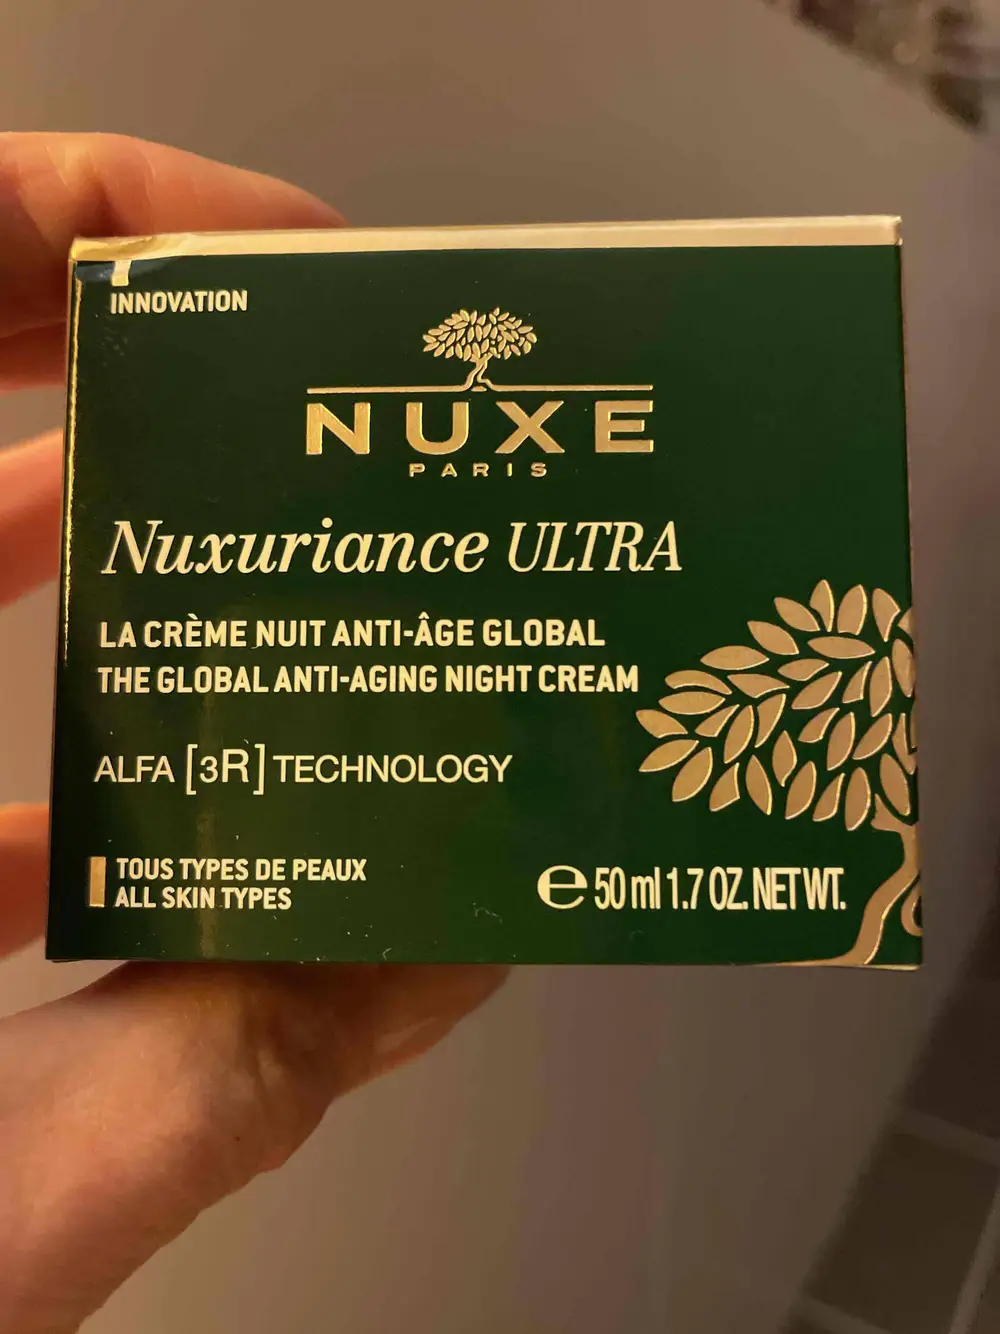 INNOVATION
NUXE
PARIS
Nuxuriance ULTRA
LA CRÈME NUIT ANTI-ÂGE GLOBAL
THE GLOBAL ANTI-AGING NIGHT CREAM
ALFA [3R] TECHNOLOGY
TOUS TYPES DE PEAUX
ALL SKIN TYPES
℮ 50 ml 1.7 OZ. NET WT.